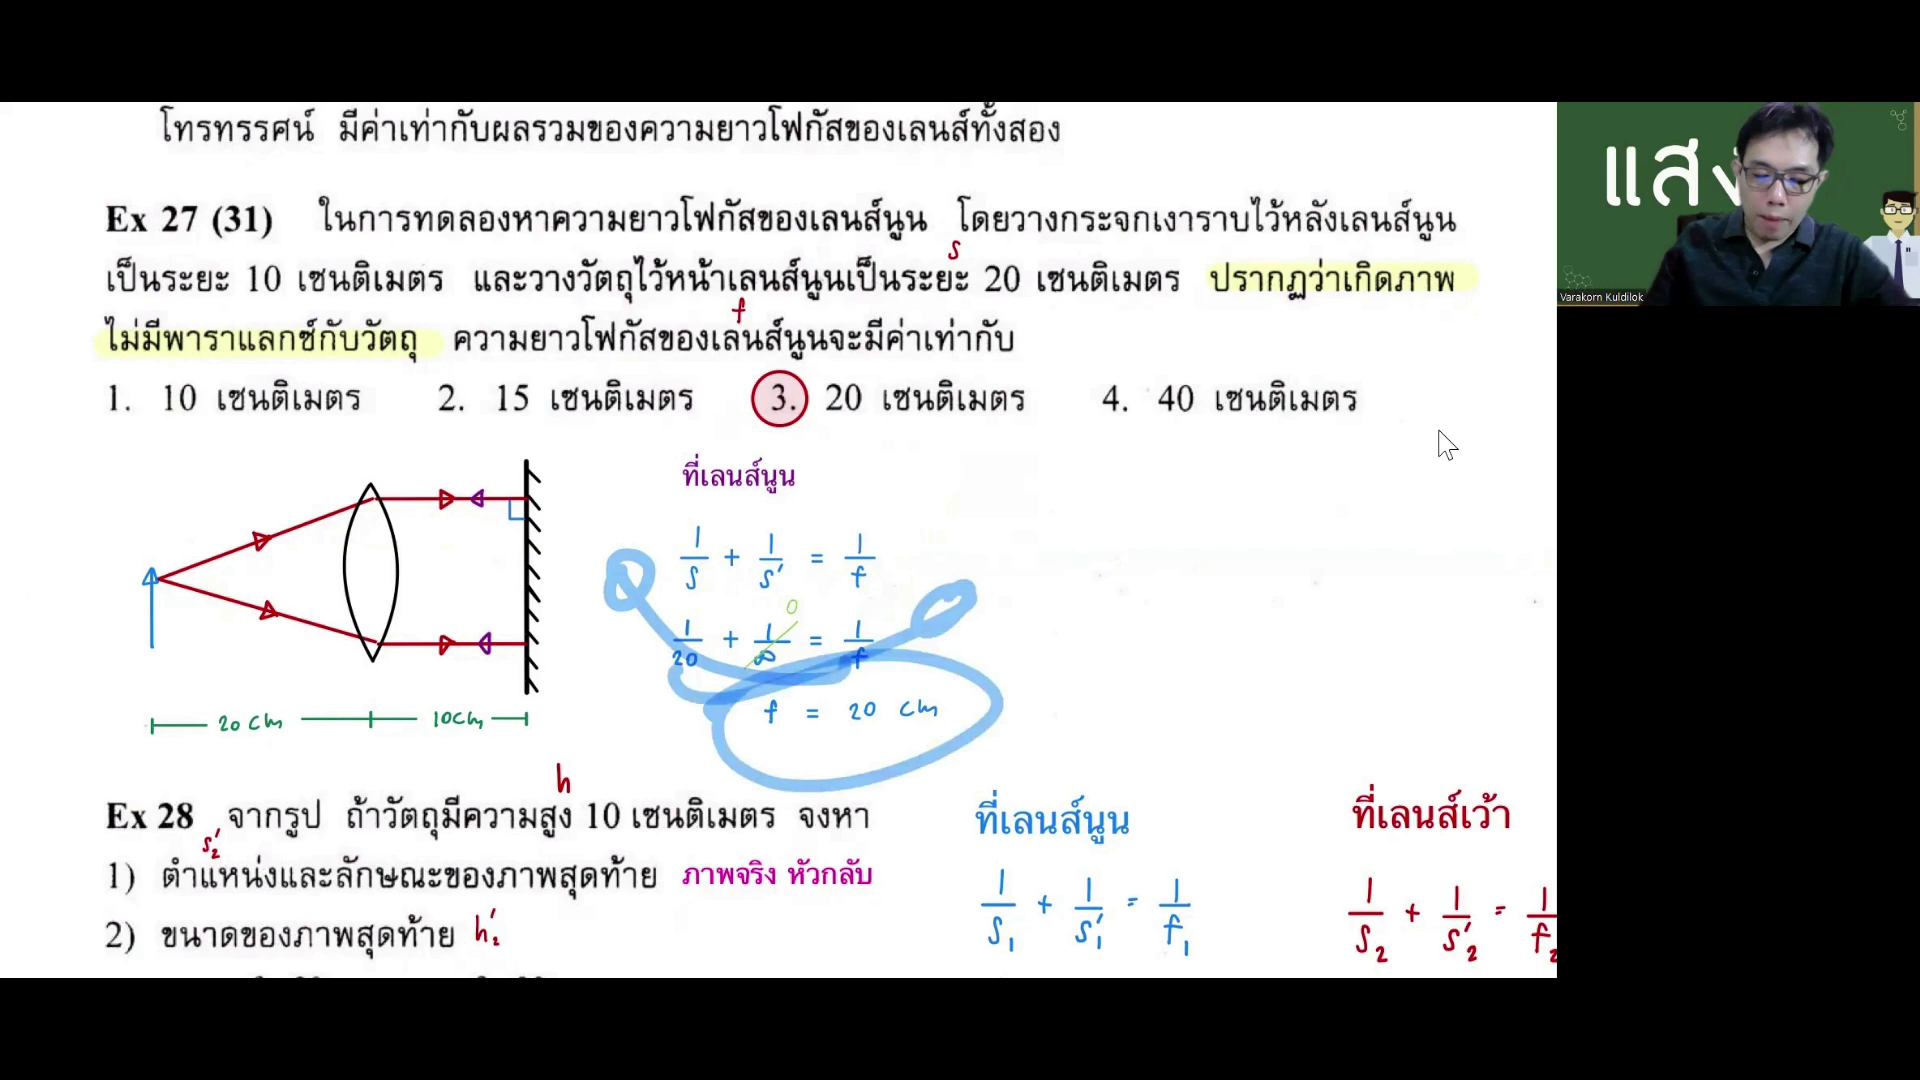 โทรทรรศน์ มีค่าเท่ากับผลรวมของความยาวโฟกัสของเลนส์ทั้งสอง
Ex 27 (31) ในการทดลองหาความยาวโฟกัสของเลนส์นูน โดยวางกระจกเงาราบไว้หลังเลนส์นูน
s
เป็นระยะ 10 เซนติเมตร และวางวัตถุไว้หน้าเลนส์นูนเป็นระยะ 20 เซนติเมตร ปรากฏว่าเกิดภาพ
f
ไม่มีพาราแลกซ์กับวัตถุ ความยาวโฟกัสของเลนส์นูนจะมีค่าเท่ากับ
1. 10 เซนติเมตร 2. 15 เซนติเมตร 3. 20 เซนติเมตร 4. 40 เซนติเมตร
ที่เลนส์นูน
1/s + 1/s' = 1/f
0
1/20 + 1/∞ = 1/f
f = 20 cm
20 cm 10cm
h
Ex 28 จากรูป ถ้าวัตถุมีความสูง 10 เซนติเมตร จงหา
s₂'
1) ตำแหน่งและลักษณะของภาพสุดท้าย ภาพจริง หัวกลับ
2) ขนาดของภาพสุดท้าย h₂'
ที่เลนส์นูน
1/s₁ + 1/s₁' = 1/f₁
ที่เลนส์เว้า
1/s₂ + 1/s₂' = 1/f₂
แสง
Varakorn Kuldilok